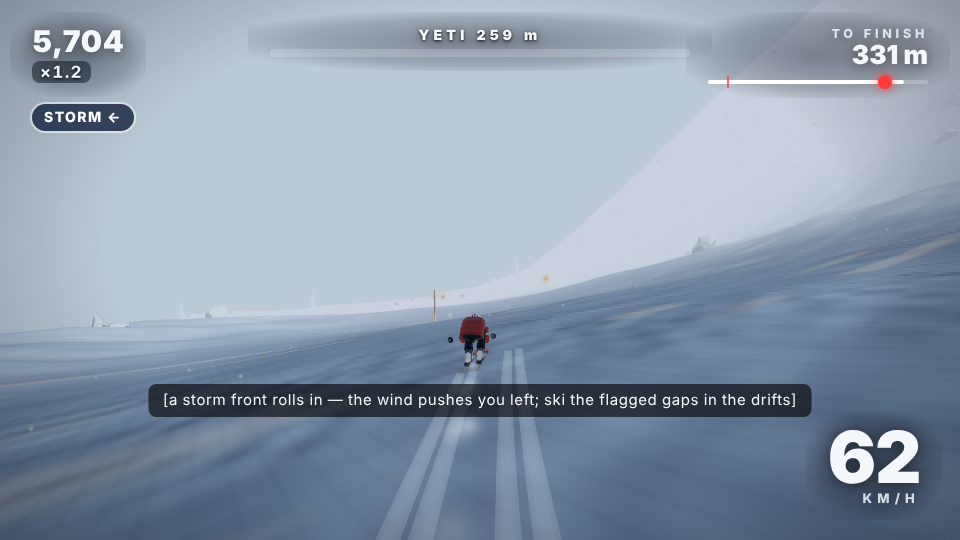 5,704
×1.2
STORM ←
YETI 259 m
TO FINISH
331 m
[a storm front rolls in — the wind pushes you left; ski the flagged gaps in the drifts]
62
KM/H